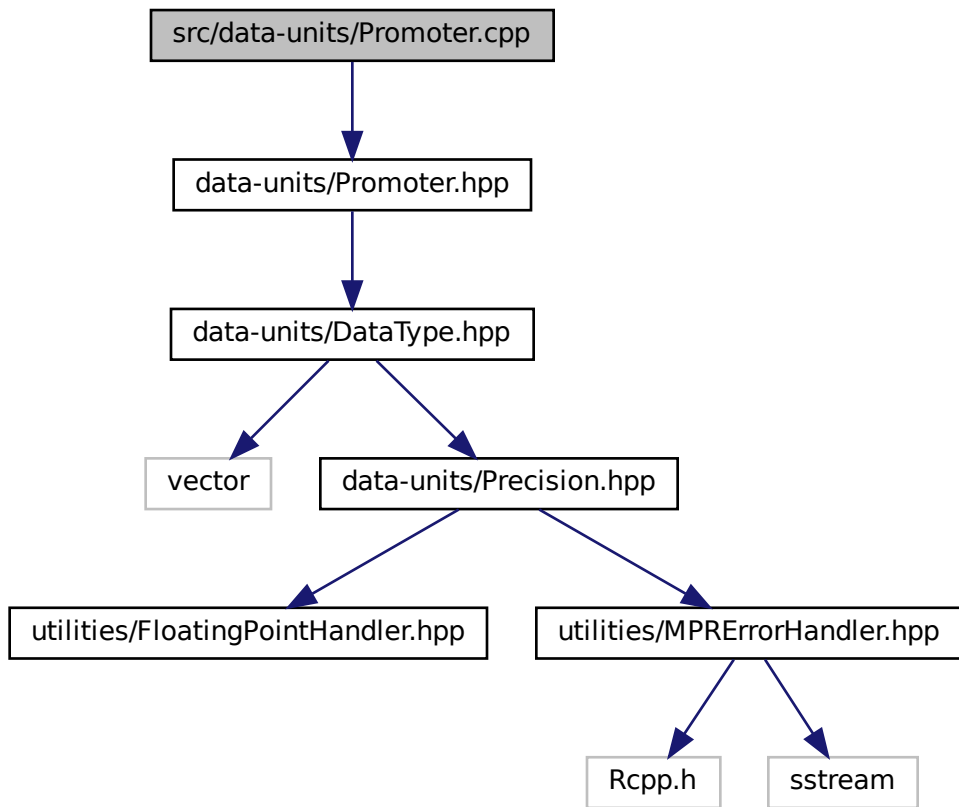 src/data-units/Promoter.cpp
data-units/Promoter.hpp
data-units/DataType.hpp
vector
data-units/Precision.hpp
utilities/FloatingPointHandler.hpp
utilities/MPRErrorHandler.hpp
Rcpp.h
sstream